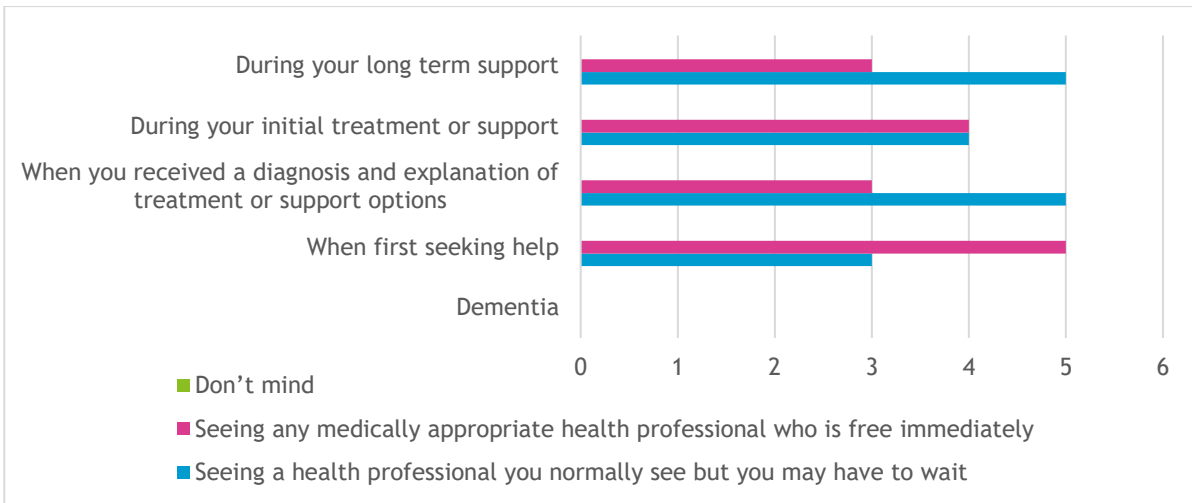 During your long term support
During your initial treatment or support
When you received a diagnosis and explanation of
treatment or support options
When first seeking help
Dementia
0 1 2 3 4 5 6
Don't mind
Seeing any medically appropriate health professional who is free immediately
Seeing a health professional you normally see but you may have to wait